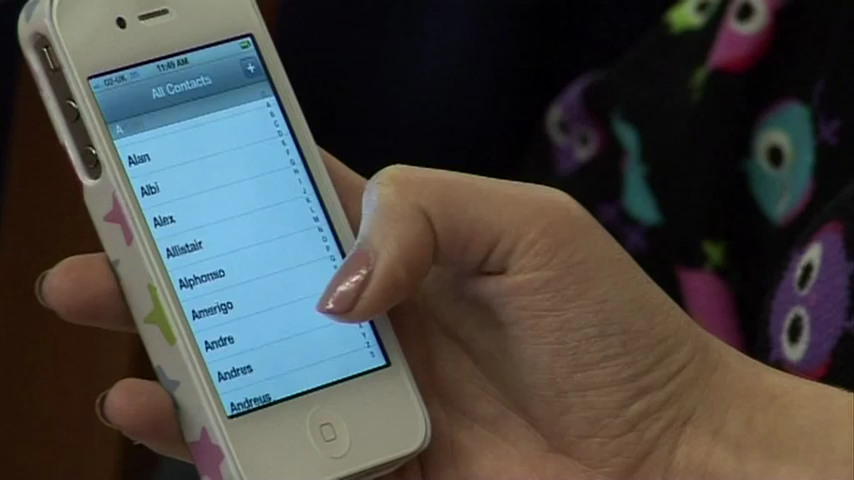 O2-UK 11:49 AM
All Contacts +
A
Alan
Albi
Alex
Allistair
Alphonso
Amerigo
Andre
Andres
Andreus